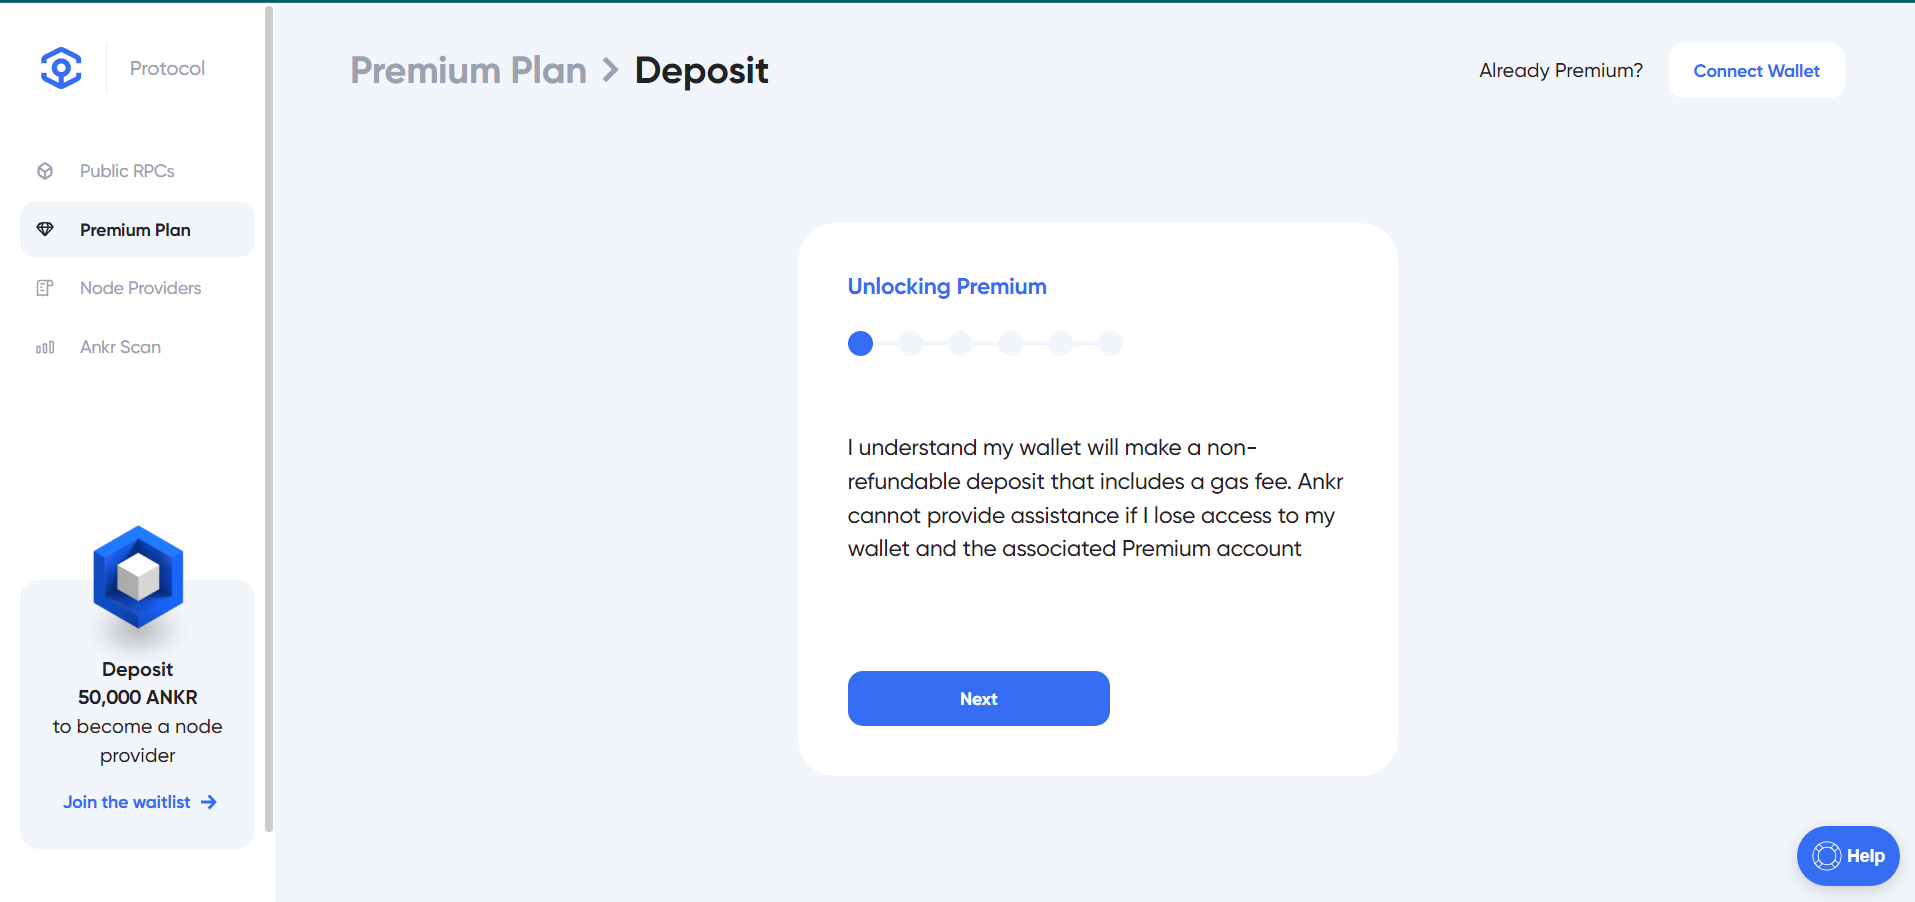 Protocol
Public RPCs
Premium Plan
Node Providers
Ankr Scan
Deposit
50,000 ANKR
to become a node
provider
Join the waitlist
Premium Plan > Deposit
Already Premium?
Connect Wallet
Unlocking Premium
I understand my wallet will make a non-
refundable deposit that includes a gas fee. Ankr
cannot provide assistance if I lose access to my
wallet and the associated Premium account
Next
Help